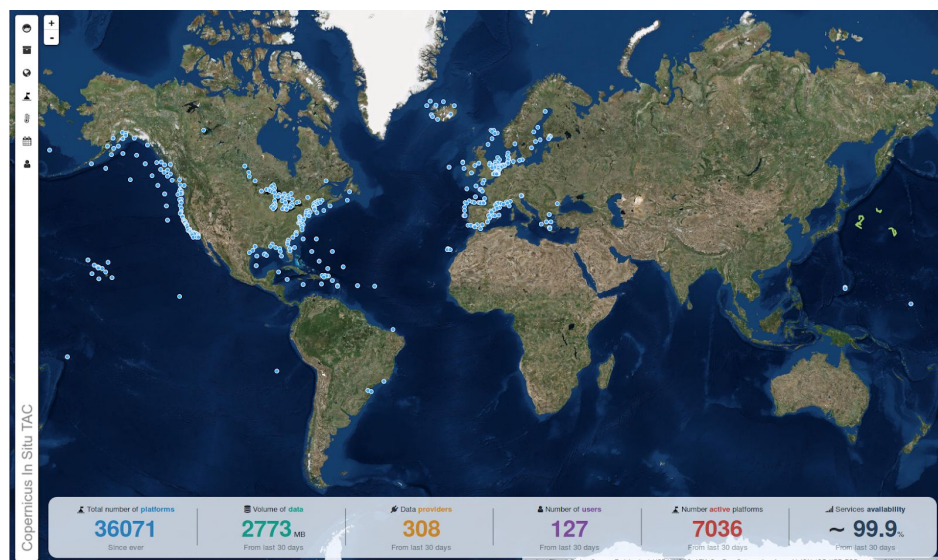 +
-
Copernicus In Situ TAC
Total number of platforms
36071
Since ever
Volume of data
2773 MB
From last 30 days
Data providers
308
From last 30 days
Number of users
127
From last 30 days
Number active platforms
7036
From last 30 days
Services availability
~ 99.9%
From last 30 days